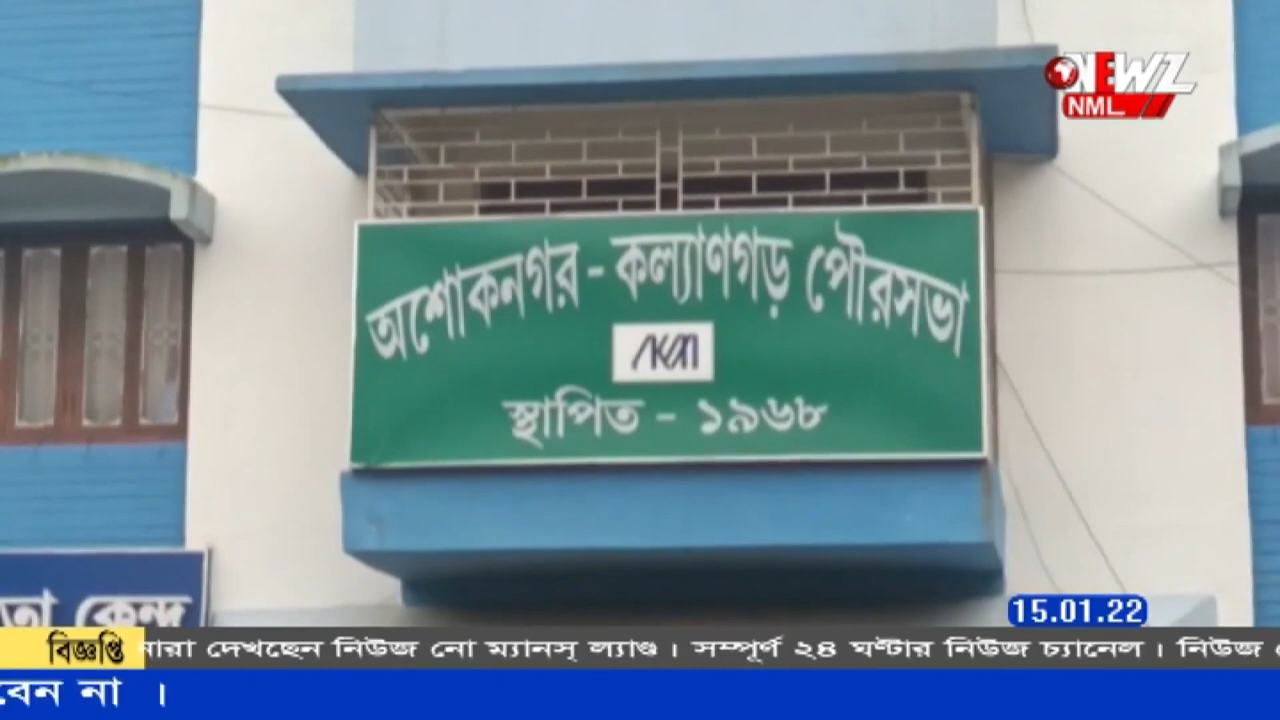 NEWZ
NML
অশোকনগর - কল্যাণগড় পৌরসভা
AKM
স্থাপিত - ১৯৬৮
তা কেন্দ্র
15.01.22
বিজ্ঞপ্তি
নারা দেখছেন নিউজ নো ম্যানস্ ল্যাণ্ড । সম্পূর্ণ ২৪ ঘণ্টার নিউজ চ্যানেল । নিউজ
বেন না ।